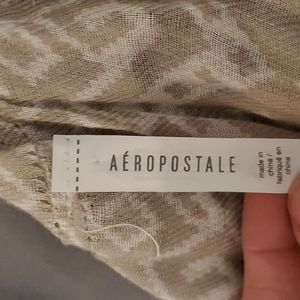 AÉROPOSTALE
made in
china /
fabriqué en
chine